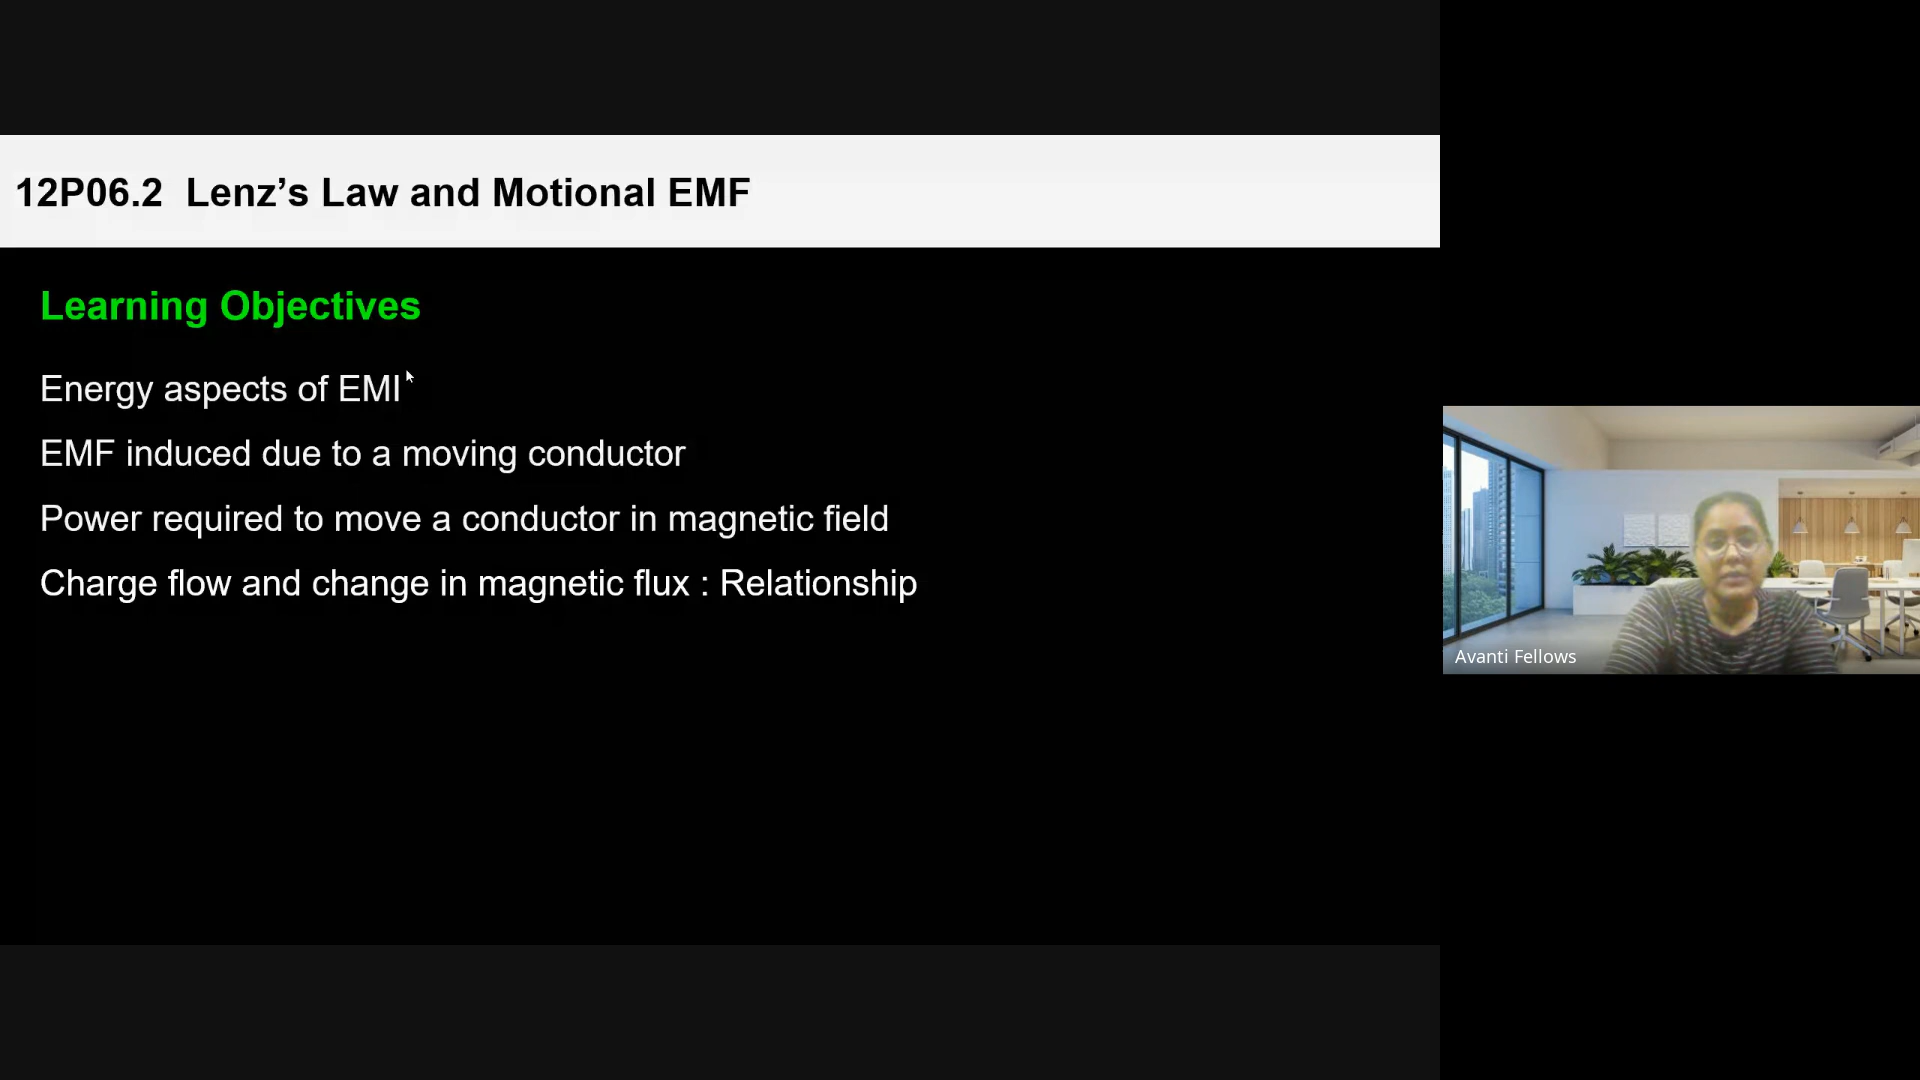 12P06.2 Lenz’s Law and Motional EMF
Learning Objectives
Energy aspects of EMI
EMF induced due to a moving conductor
Power required to move a conductor in magnetic field
Charge flow and change in magnetic flux : Relationship
Avanti Fellows